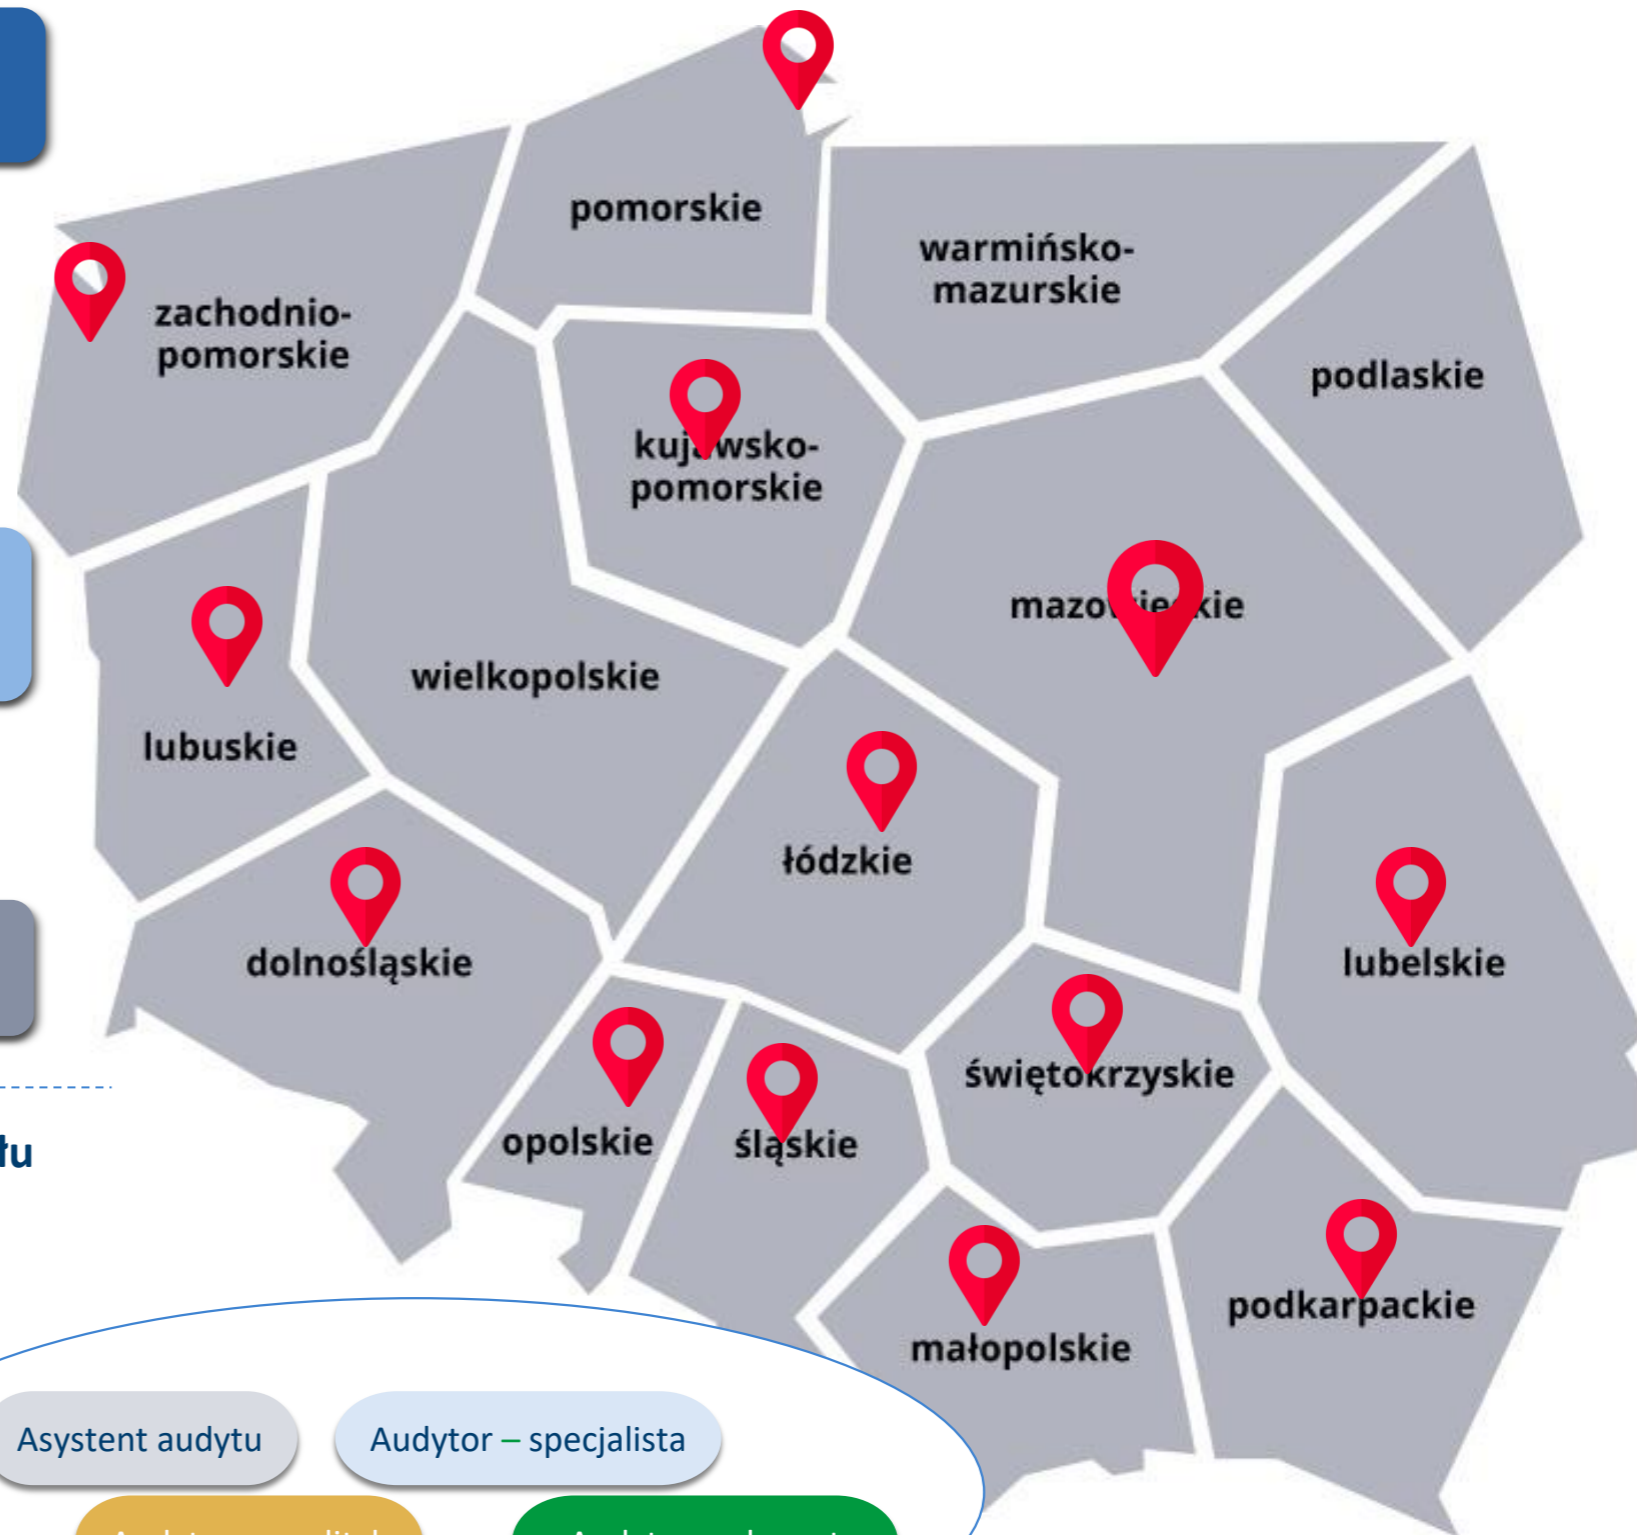 pomorskie
warmińsko-
mazurskie
zachodnio-
pomorskie
podlaskie
kujawsko-
pomorskie
mazowieckie
wielkopolskie
lubuskie
łódzkie
dolnośląskie
lubelskie
świętokrzyskie
opolskie
śląskie
łu
podkarpackie
małopolskie
Asystent audytu
Audytor – specjalista